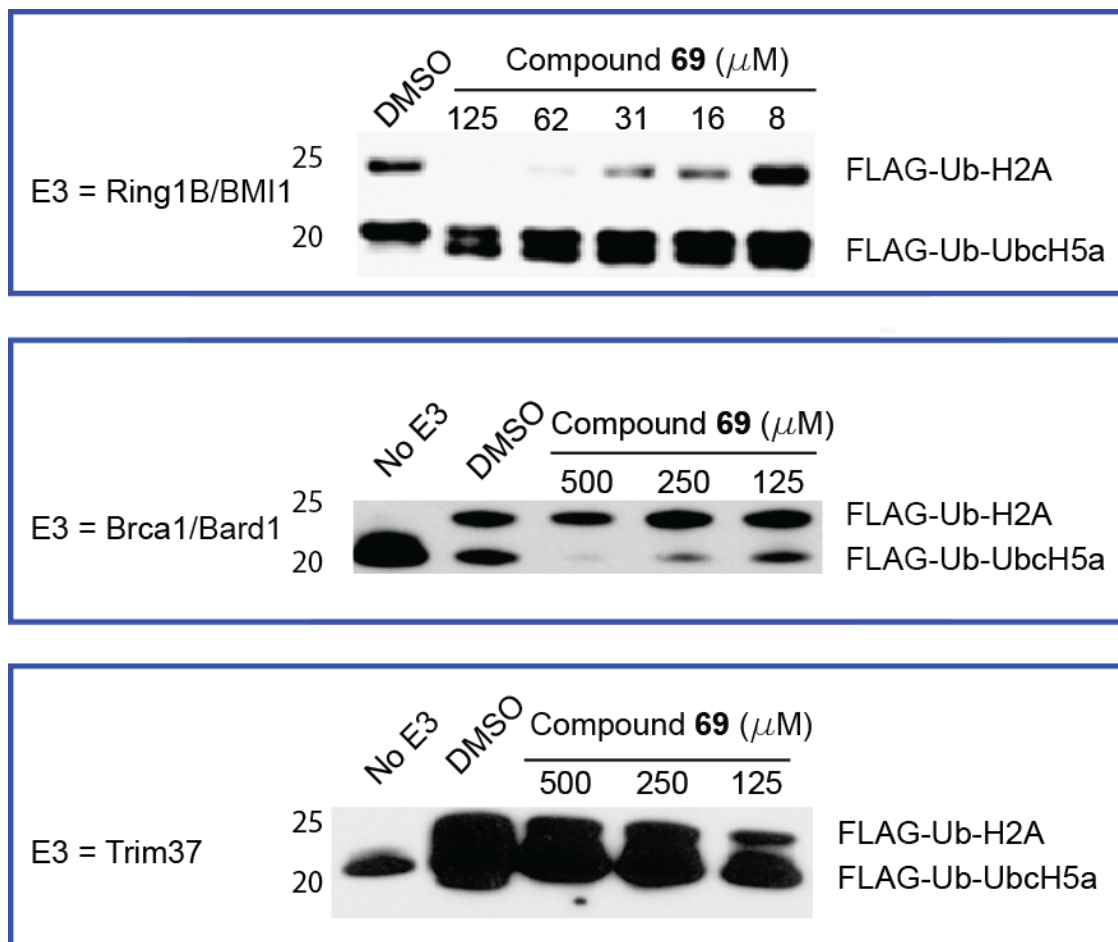 DMSO
Compound 69 (μM)
125 62 31 16 8
25
20
E3 = Ring1B/BMI1
FLAG-Ub-H2A
FLAG-Ub-UbcH5a
No E3
DMSO
Compound 69 (μM)
500 250 125
25
20
E3 = Brca1/Bard1
FLAG-Ub-H2A
FLAG-Ub-UbcH5a
No E3
DMSO
Compound 69 (μM)
500 250 125
25
20
E3 = Trim37
FLAG-Ub-H2A
FLAG-Ub-UbcH5a